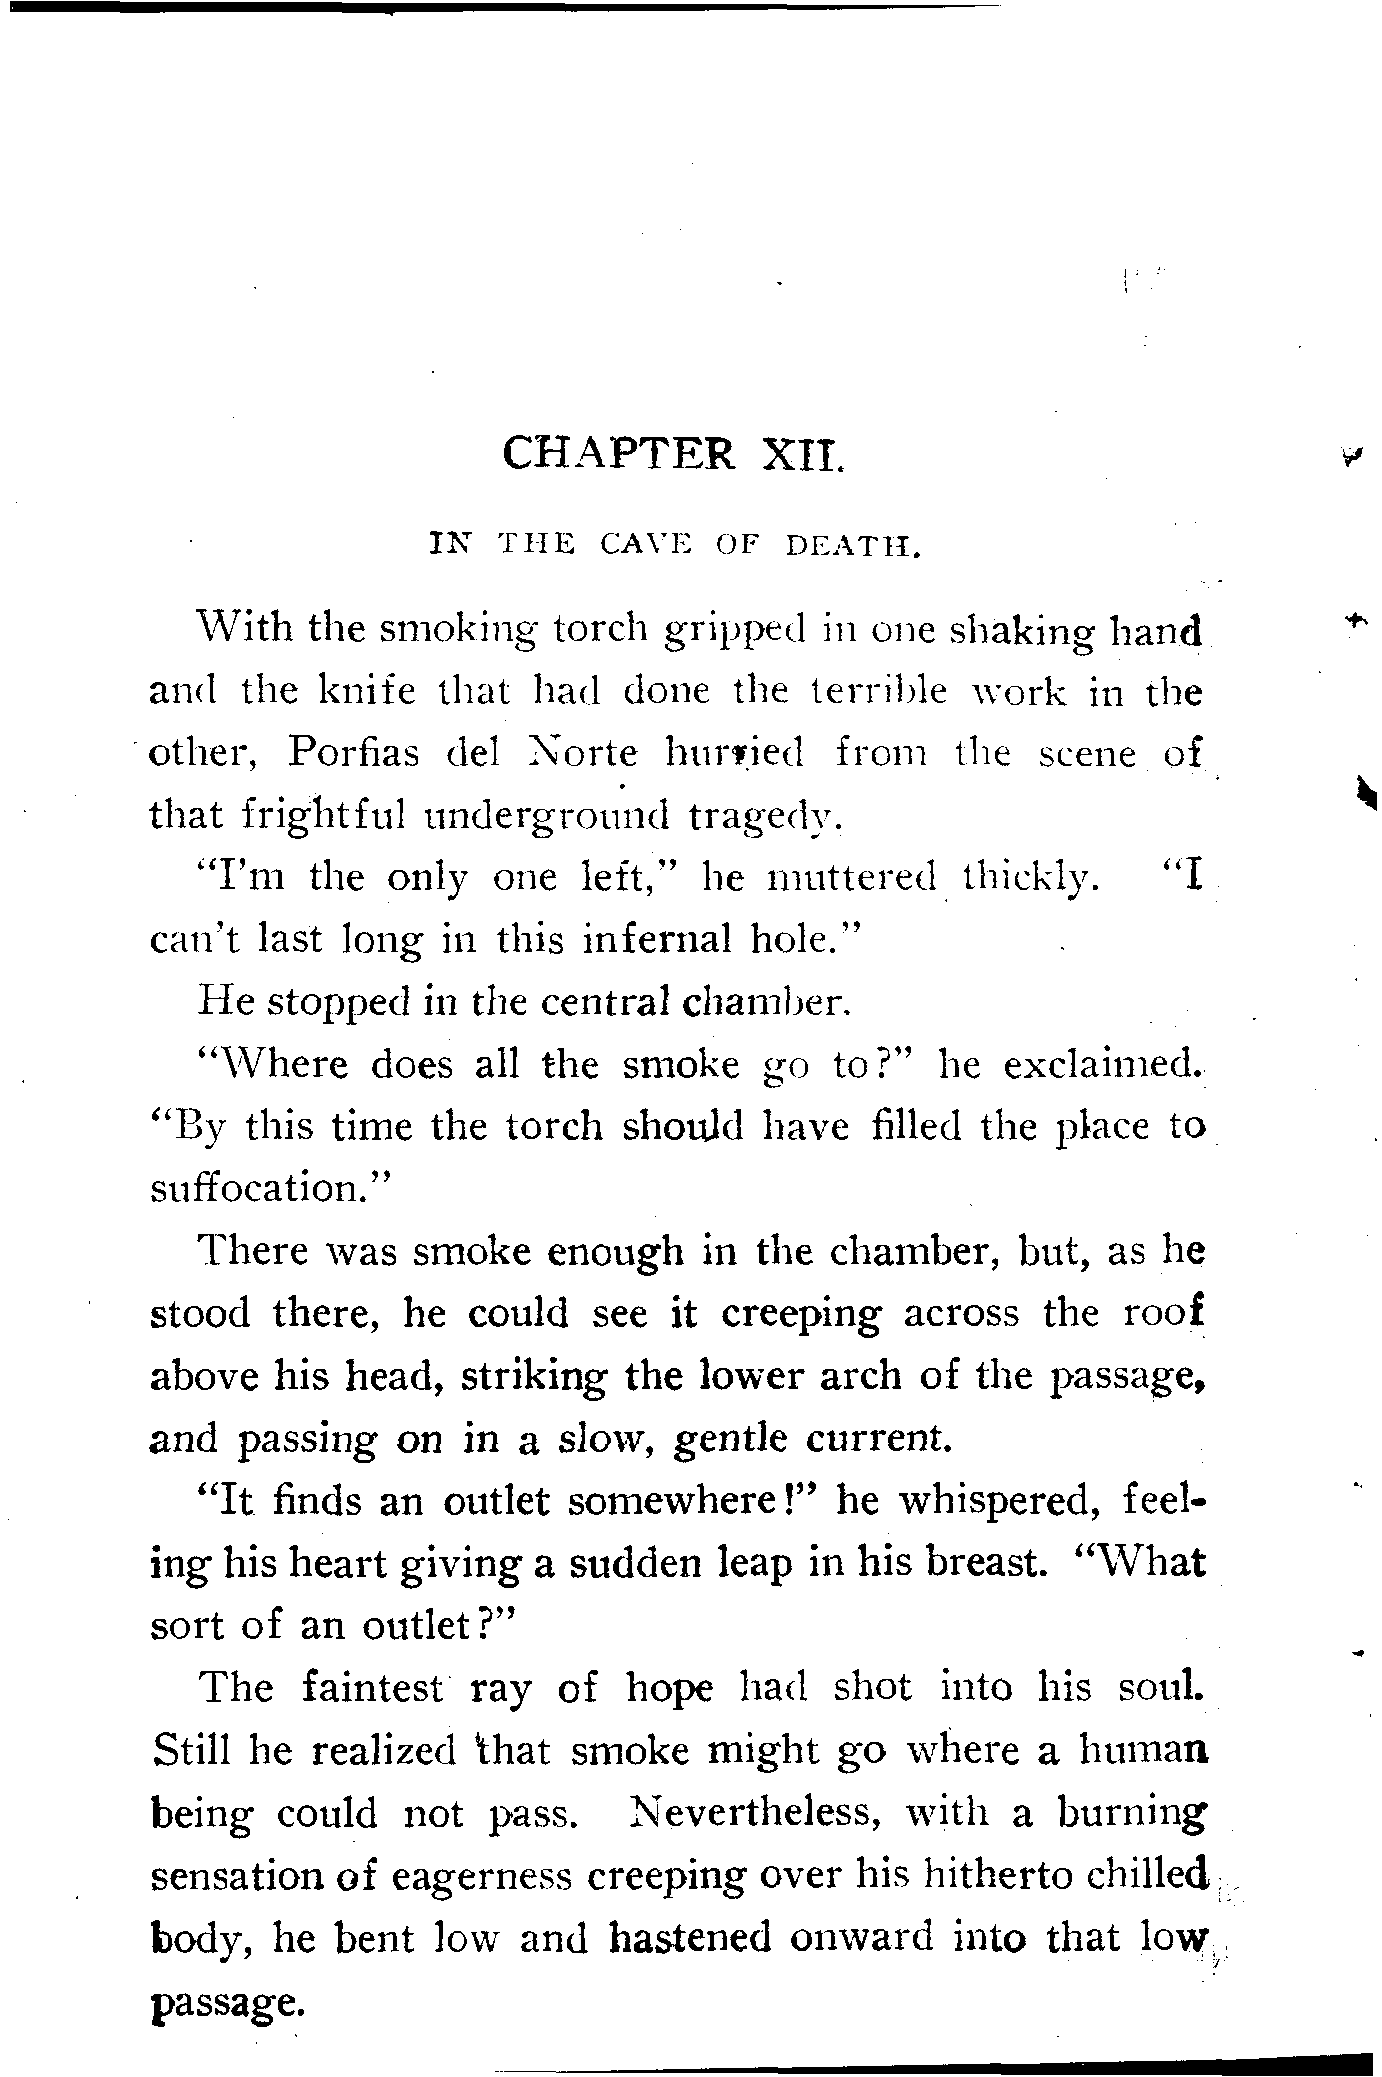 CHAPTER XII.
IN THE CAVE OF DEATH.
With the smoking torch gripped in one shaking hand
and the knife that had done the terrible work in the
other, Porfias del Norte hurried from the scene of
that frightful underground tragedy.
“I’m the only one left,” he muttered thickly. “I
can’t last long in this infernal hole.”
He stopped in the central chamber.
“Where does all the smoke go to?” he exclaimed.
“By this time the torch should have filled the place to
suffocation.”
There was smoke enough in the chamber, but, as he
stood there, he could see it creeping across the roof
above his head, striking the lower arch of the passage,
and passing on in a slow, gentle current.
“It finds an outlet somewhere!” he whispered, feel-
ing his heart giving a sudden leap in his breast. “What
sort of an outlet?”
The faintest ray of hope had shot into his soul.
Still he realized that smoke might go where a human
being could not pass. Nevertheless, with a burning
sensation of eagerness creeping over his hitherto chilled
body, he bent low and hastened onward into that low
passage.